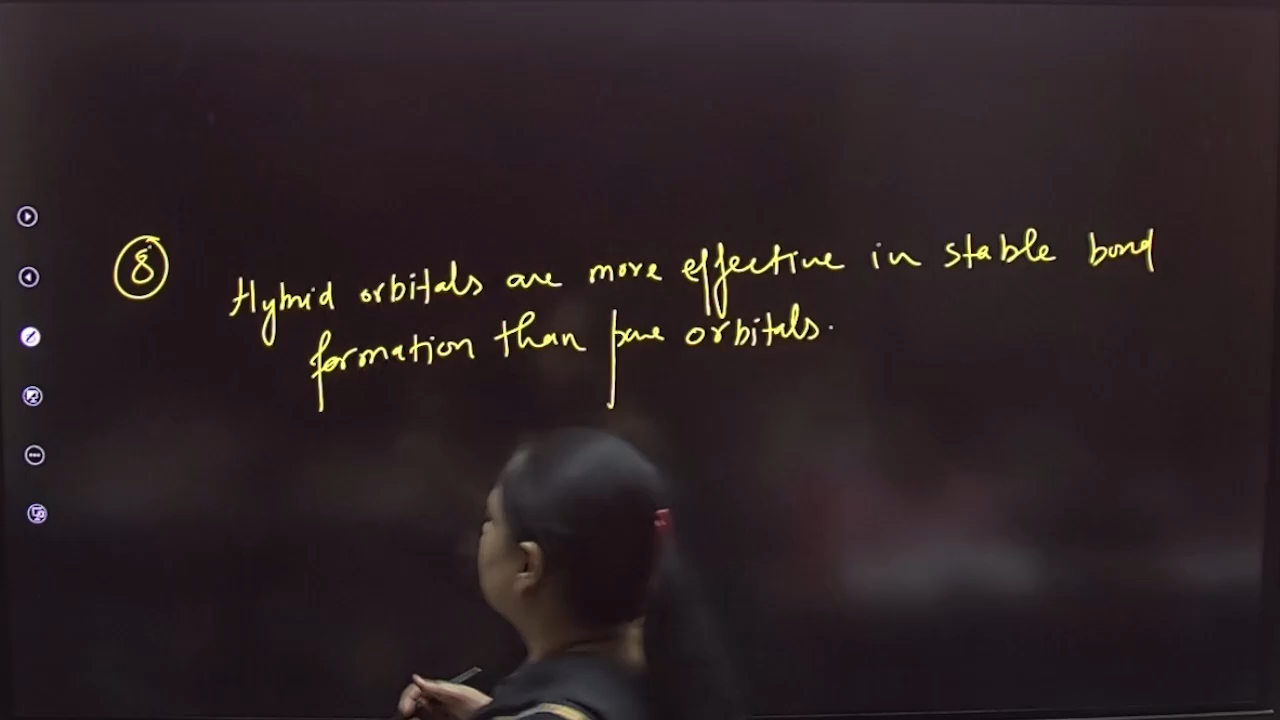 8 Hybrid orbitals are more effective in stable bond
formation than pure orbitals.